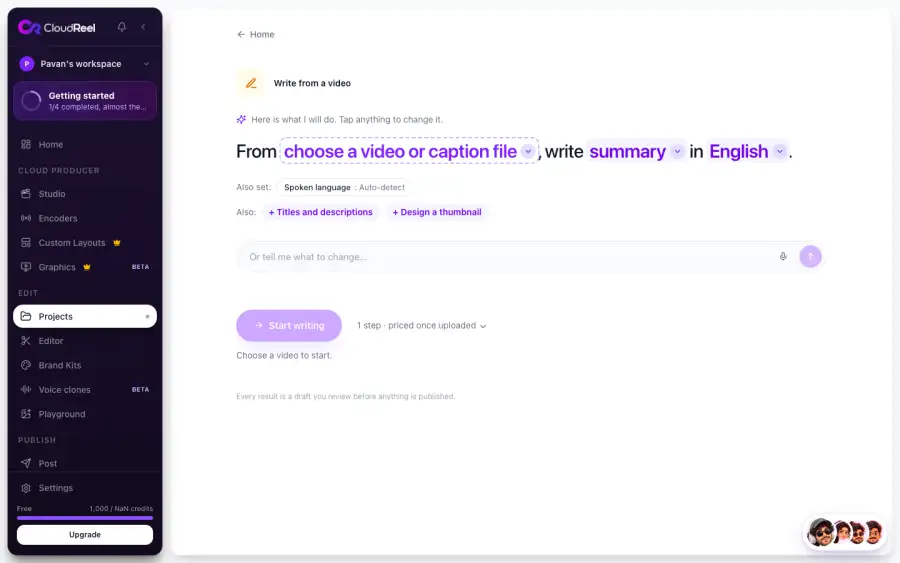 CloudReel
P Pavan's workspace
Getting started
1/4 completed, almost the...
Home
CLOUD PRODUCER
Studio
Encoders
Custom Layouts
Graphics BETA
EDIT
Projects
Editor
Brand Kits
Voice clones BETA
Playground
PUBLISH
Post
Settings
Free 1,000 / NaN credits
Upgrade
← Home
Write from a video
Here is what I will do. Tap anything to change it.
From choose a video or caption file , write summary in English .
Also set: Spoken language : Auto-detect
Also: + Titles and descriptions + Design a thumbnail
Or tell me what to change...
→ Start writing 1 step · priced once uploaded
Choose a video to start.
Every result is a draft you review before anything is published.